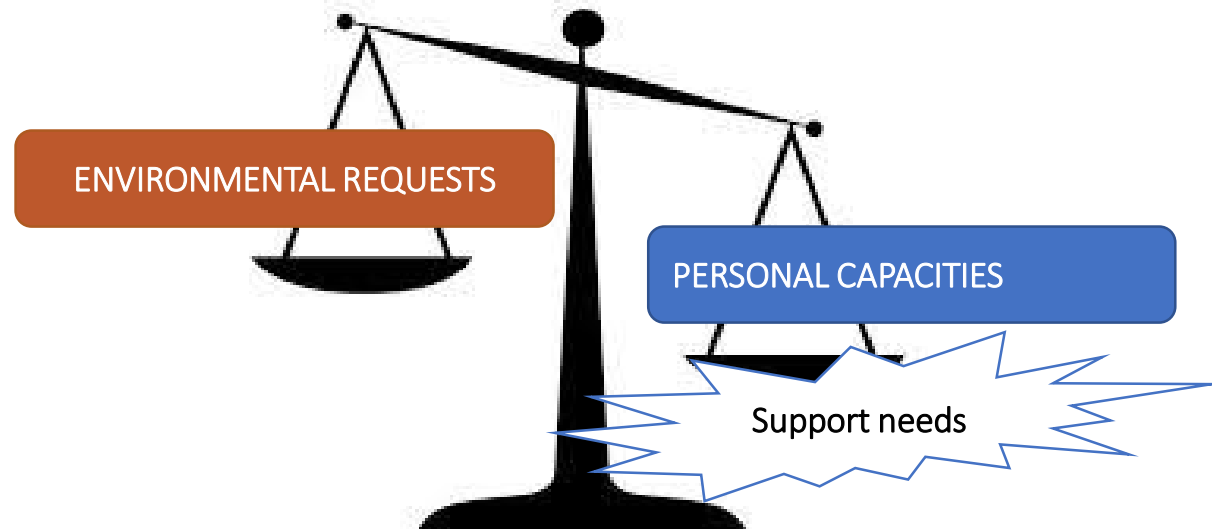 ENVIRONMENTAL REQUESTS
PERSONAL CAPACITIES
Support needs